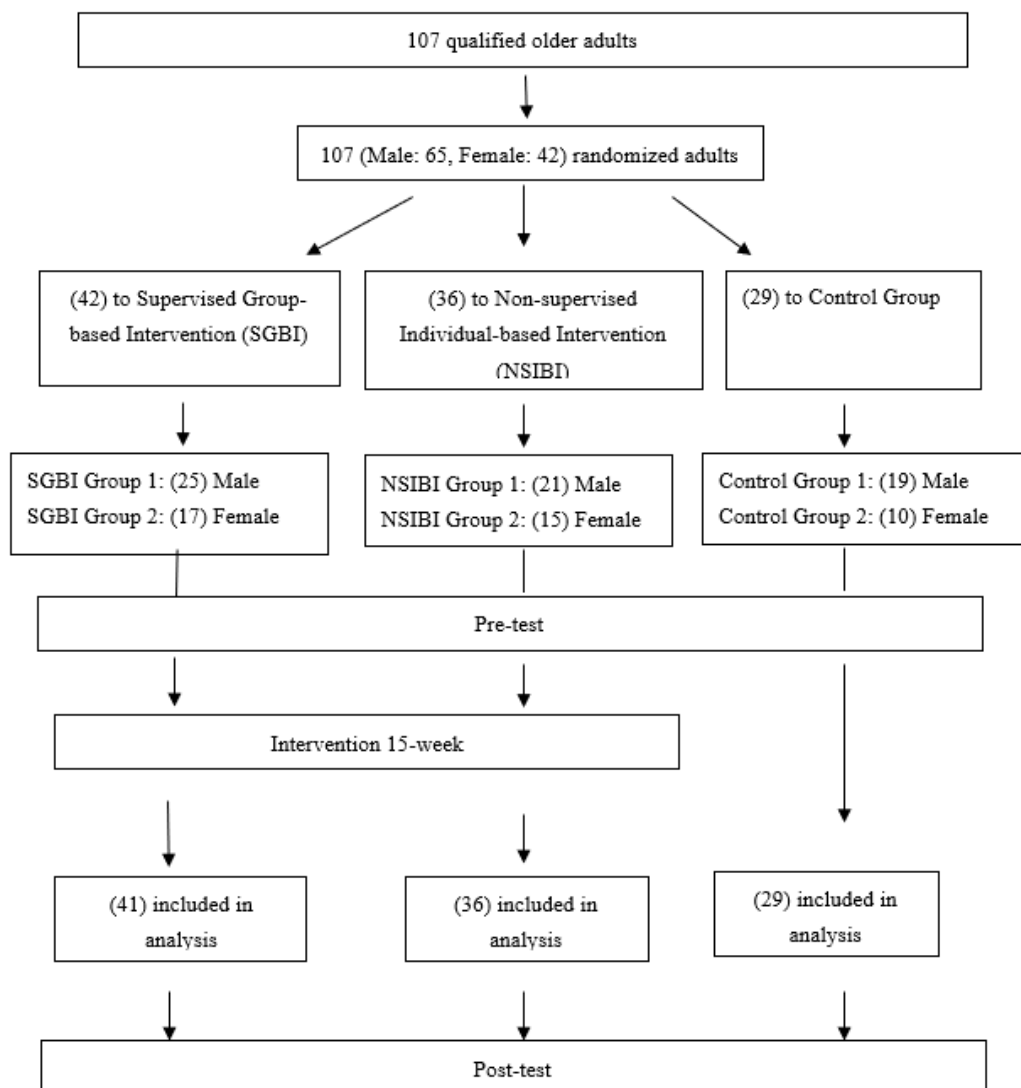 107 qualified older adults
107 (Male: 65, Female: 42) randomized adults
(42) to Supervised Group-
based Intervention (SGBI)
(36) to Non-supervised
Individual-based Intervention
(NSIBI)
(29) to Control Group
SGBI Group 1: (25) Male
SGBI Group 2: (17) Female
NSIBI Group 1: (21) Male
NSIBI Group 2: (15) Female
Control Group 1: (19) Male
Control Group 2: (10) Female
Pre-test
Intervention 15-week
(41) included in
analysis
(36) included in
analysis
(29) included in
analysis
Post-test